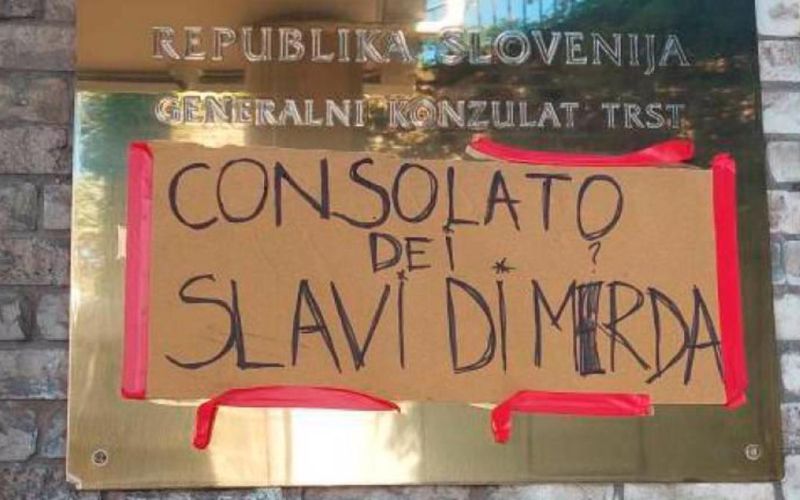 REPUBLIKA SLOVENIJA
GENERALNI KONZULAT TRST
CONSOLATO
DEI ?
SLAVI DI* MERDA